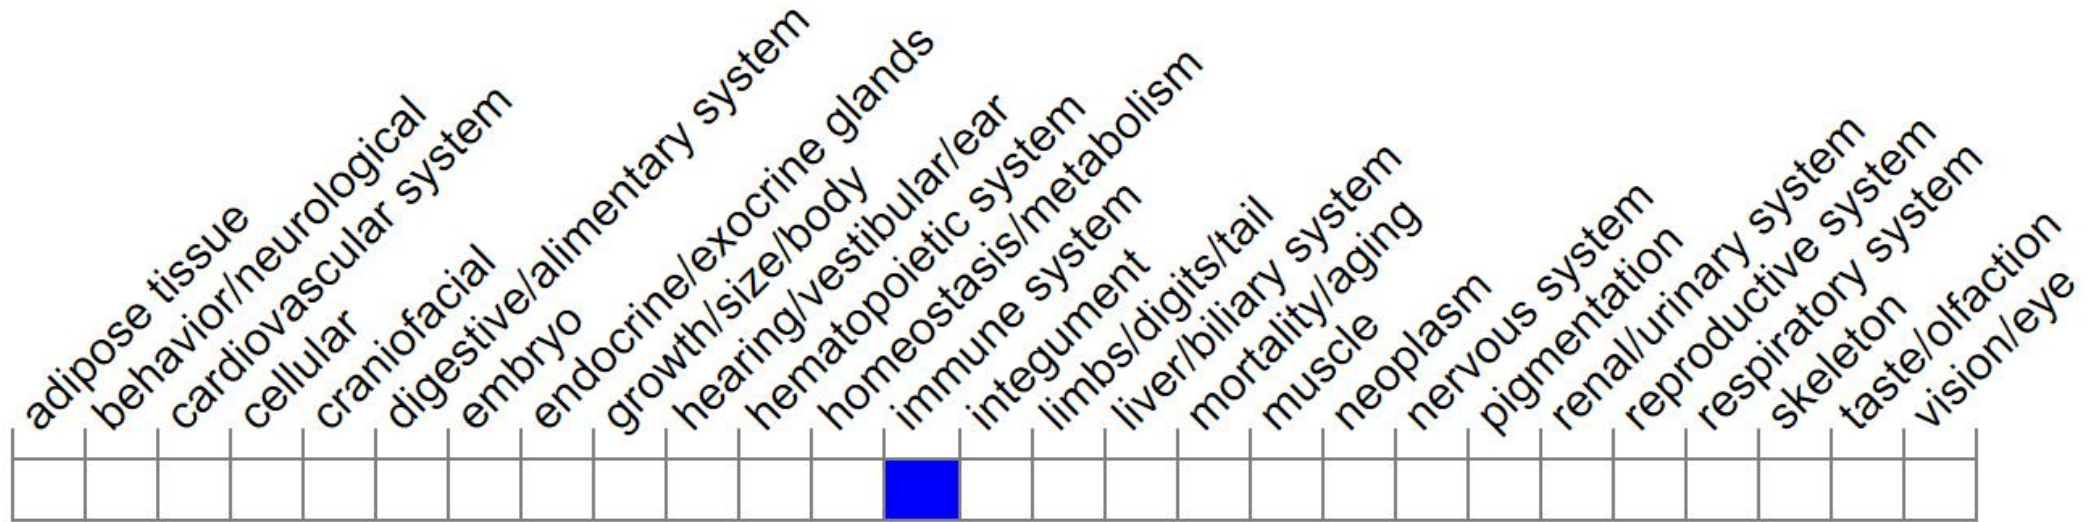 adipose tissue
behavior/neurological
cardiovascular system
cellular
craniofacial
digestive/alimentary system
embryo
endocrine/exocrine glands
growth/size/body
hearing/vestibular/ear
hematopoietic system
homeostasis/metabolism
immune system
integument
limbs/digits/tail
liver/biliary system
mortality/aging
muscle
neoplasm
nervous system
pigmentation
renal/urinary system
reproductive system
respiratory system
skeleton
taste/olfaction
vision/eye